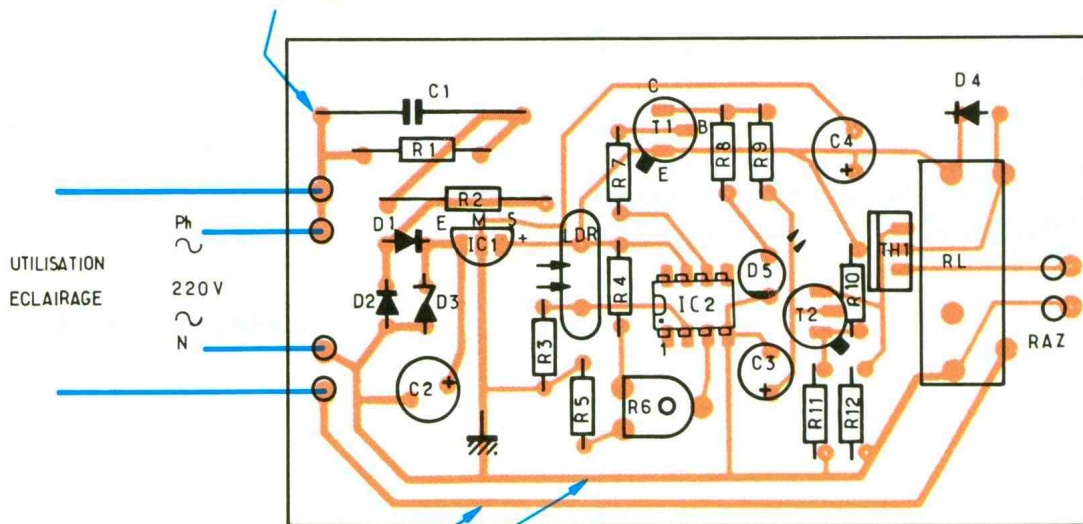 C1
D4
C
T1
B
C4
R1
R7
R8
R9
E
R2
E
M
S
+
D1
IC1
LDR
TH1
RL
Ph
~
UTILISATION
ECLAIRAGE
220V
~
N
D2
D3
R4
IC2
D5
R10
T2
R3
1
RAZ
C2
+
R5
R6
C3
+
R11
R12
+